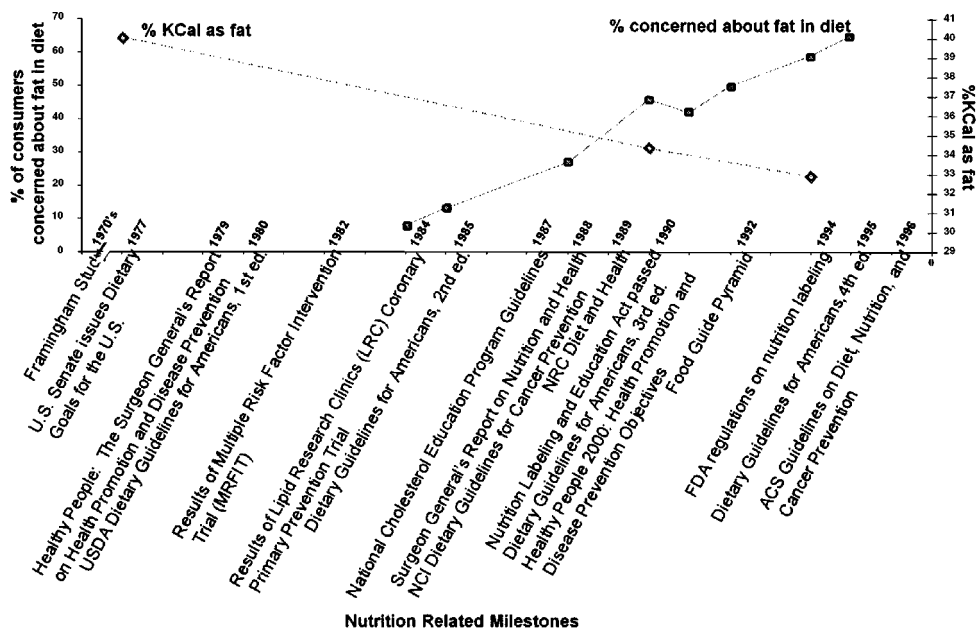 % KCal as fat
% concerned about fat in diet
% of consumers
concerned about fat in diet
70
60
50
40
30
20
10
0
41
40
39
38
37
36
35
34
33
32
31
30
29
%KCal as fat
1970's
1977
1979
1980
1982
1984
1985
1987
1988
1989
1990
1992
1994
1995
1996
0
Framingham Study
U.S. Senate issues Dietary
Goals for the U.S.
Healthy People: The Surgeon General's Report
on Health Promotion and Disease Prevention
USDA Dietary Guidelines for Americans, 1st ed.
Results of Multiple Risk Factor Intervention
Trial (MRFIT)
Results of Lipid Research Clinics (LRC) Coronary
Primary Prevention Trial
Dietary Guidelines for Americans, 2nd ed.
National Cholesterol Education Program Guidelines
Surgeon General's Report on Nutrition and Health
NCI Dietary Guidelines for Cancer Prevention
NRC Diet and Health
Nutrition Labeling and Education Act passed
Dietary Guidelines for Americans, 3rd ed.
Healthy People 2000: Health Promotion and
Disease Prevention Objectives
Food Guide Pyramid
FDA regulations on nutrition labeling
Dietary Guidelines for Americans, 4th ed.
ACS Guidelines on Diet, Nutrition, and
Cancer Prevention
Nutrition Related Milestones